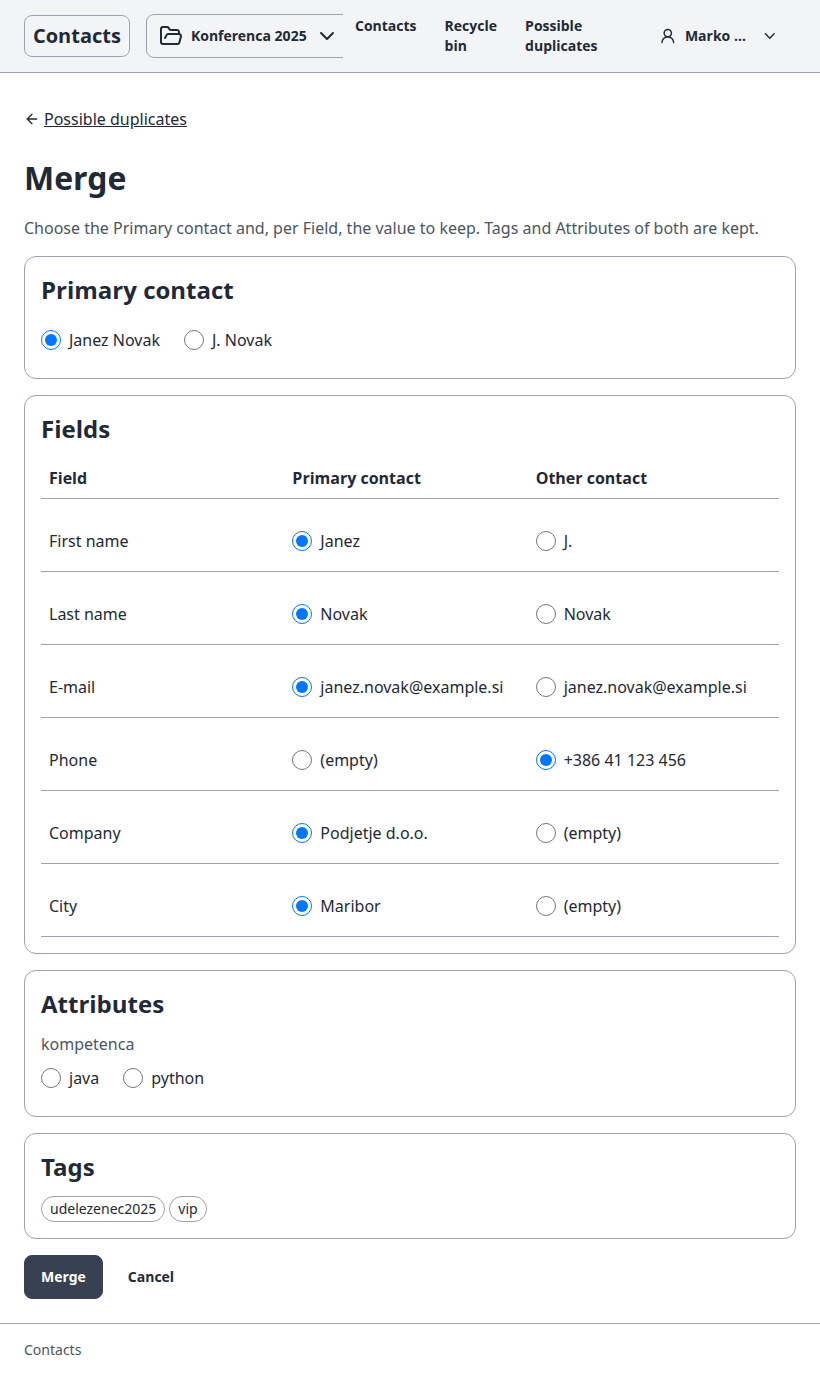 Contacts
Konferenca 2025
Contacts
Recycle bin
Possible duplicates
Marko ...
Possible duplicates
Merge
Choose the Primary contact and, per Field, the value to keep. Tags and Attributes of both are kept.
Primary contact
Janez Novak J. Novak
Fields
Field Primary contact Other contact
First name Janez J.
Last name Novak Novak
E-mail janez.novak@example.si janez.novak@example.si
Phone (empty) +386 41 123 456
Company Podjetje d.o.o. (empty)
City Maribor (empty)
Attributes
kompetenca
java python
Tags
udelezenec2025 vip
Merge Cancel
Contacts